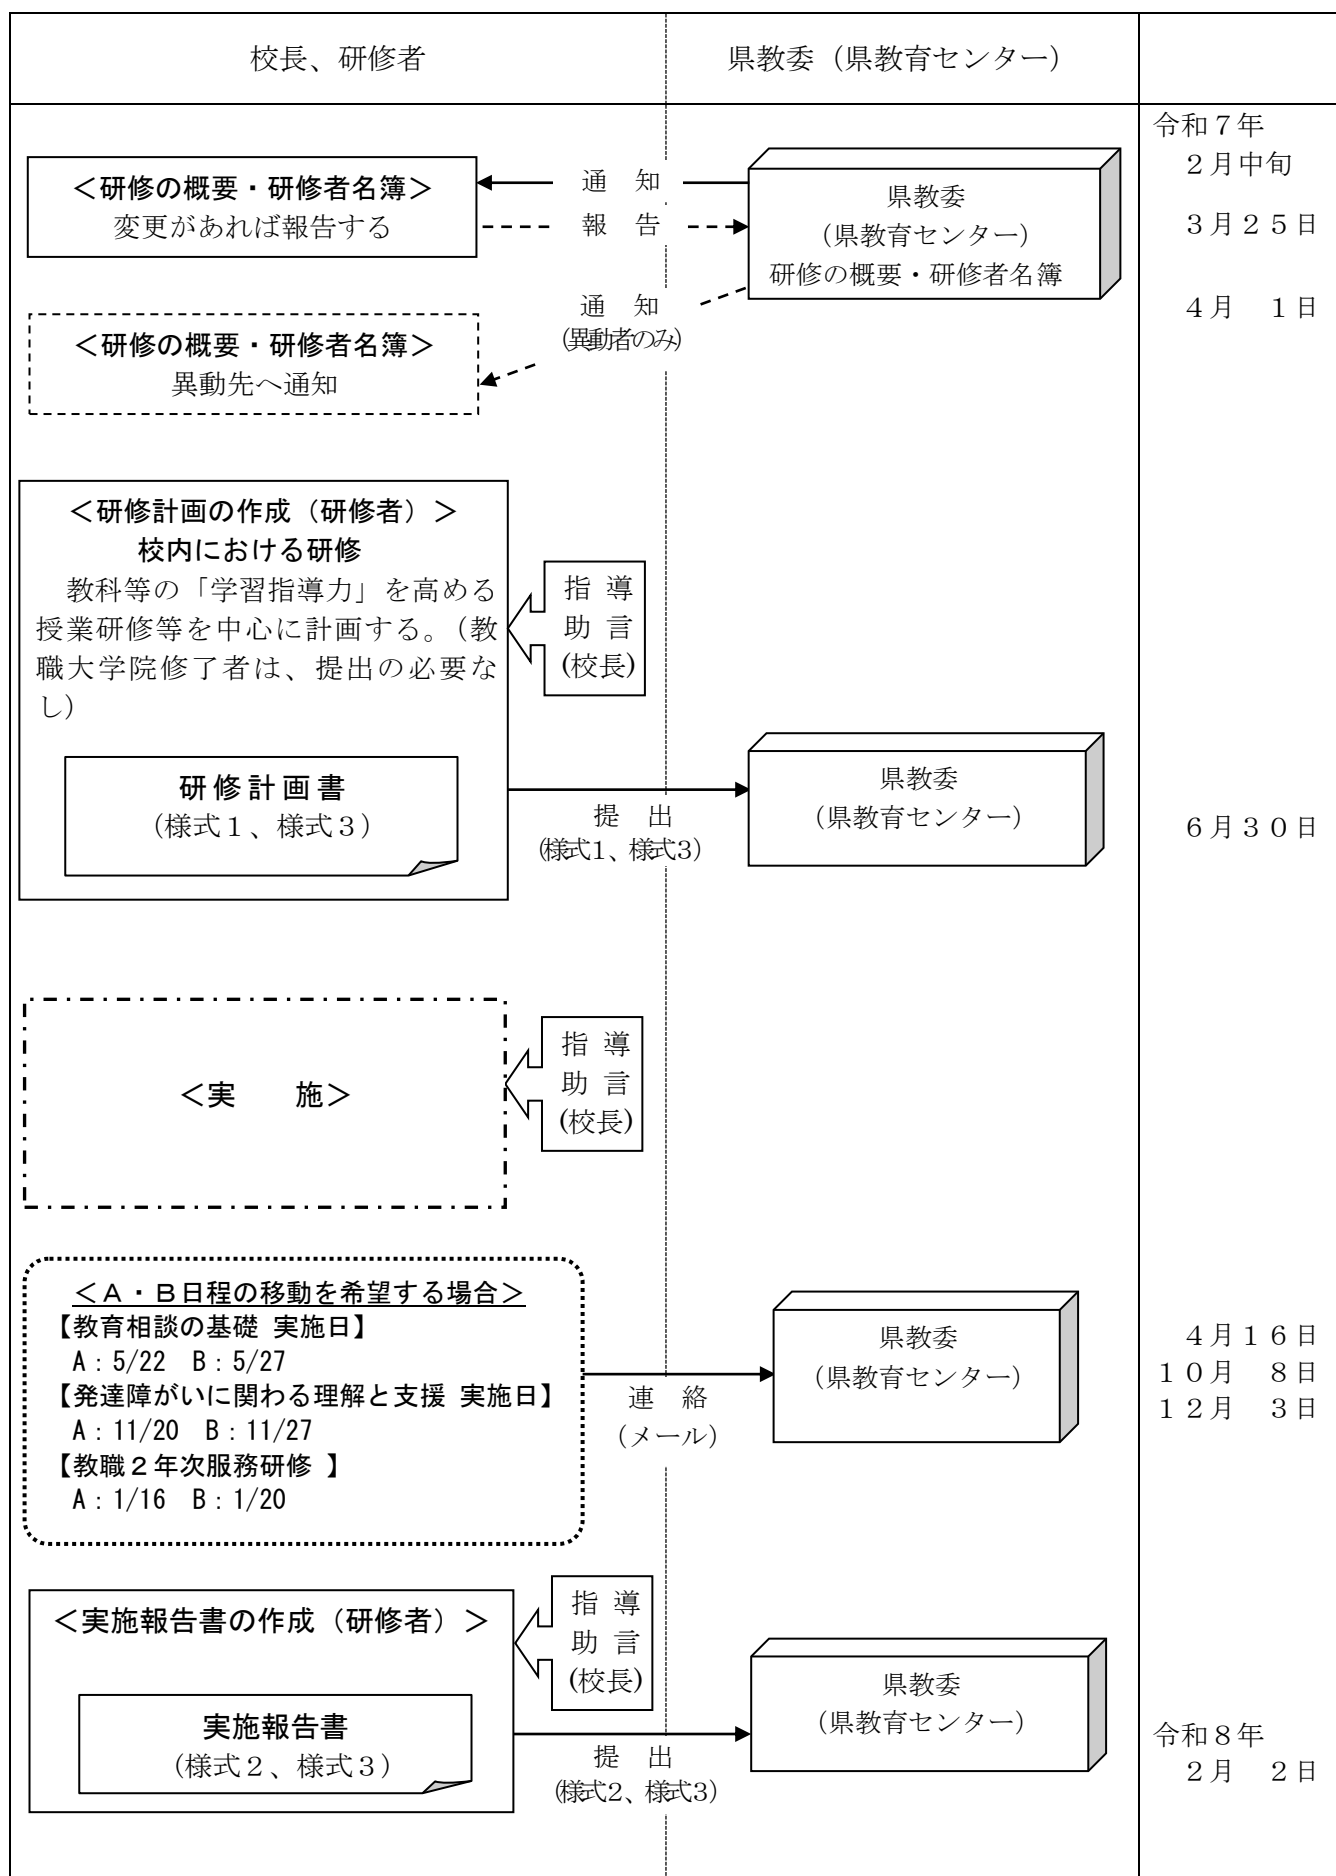 校長、研修者
県教委（県教育センター）
令和７年
２月中旬
＜研修の概要・研修者名簿＞
変更があれば報告する
通　知
報　告
県教委
（県教育センター）
研修の概要・研修者名簿
３月２５日
通　知
(異動者のみ)
４月　１日
＜研修の概要・研修者名簿＞
異動先へ通知
＜研修計画の作成（研修者）＞
校内における研修
教科等の「学習指導力」を高める
授業研修等を中心に計画する。（教
職大学院修了者は、提出の必要な
し）
指 導
助 言
(校長)
研修計画書
（様式１、様式３）
提　出
(様式1、様式3)
県教委
（県教育センター）
６月３０日
＜実　　施＞
指 導
助 言
(校長)
＜Ａ・Ｂ日程の移動を希望する場合＞
【教育相談の基礎 実施日】
A：5/22　B：5/27
【発達障がいに関わる理解と支援 実施日】
A：11/20　B：11/27
【教職２年次服務研修 】
A：1/16　B：1/20
連　絡
（メール）
県教委
（県教育センター）
４月１６日
１０月　８日
１２月　３日
＜実施報告書の作成（研修者）＞
指 導
助 言
(校長)
実施報告書
（様式２、様式３）
提　出
(様式2、様式3)
県教委
（県教育センター）
令和８年
２月　２日